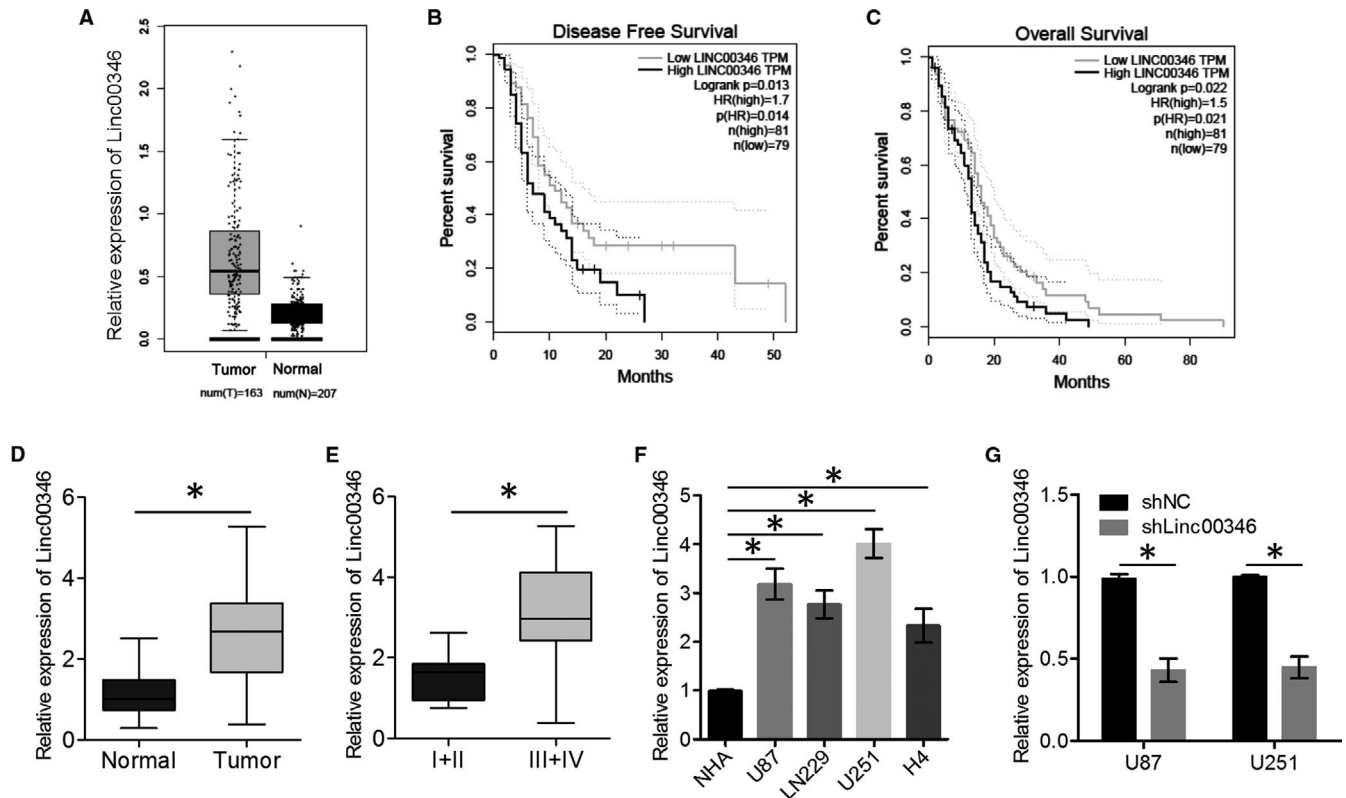 A
Relative expression of Linc00346
2.5
2.0
1.5
1.0
0.5
0.0
Tumor Normal
num(T)=163 num(N)=207
B
Disease Free Survival
Low LINC00346 TPM
High LINC00346 TPM
Logrank p=0.013
HR(high)=1.7
p(HR)=0.014
n(high)=81
n(low)=79
Percent survival
1.0
0.8
0.6
0.4
0.2
0.0
0 10 20 30 40 50
Months
C
Overall Survival
Low LINC00346 TPM
High LINC00346 TPM
Logrank p=0.022
HR(high)=1.5
p(HR)=0.021
n(high)=81
n(low)=79
Percent survival
1.0
0.8
0.6
0.4
0.2
0.0
0 20 40 60 80
Months
D
Relative expression of Linc00346
6
4
2
0
*
Normal Tumor
E
Relative expression of Linc00346
6
4
2
0
*
I+II III+IV
F
Relative expression of Linc00346
5
4
3
2
1
0
*
*
*
*
NHA U87 LN229 U251 H4
G
Relative expression of Linc00346
1.5
1.0
0.5
0.0
shNC
shLinc00346
* *
U87 U251